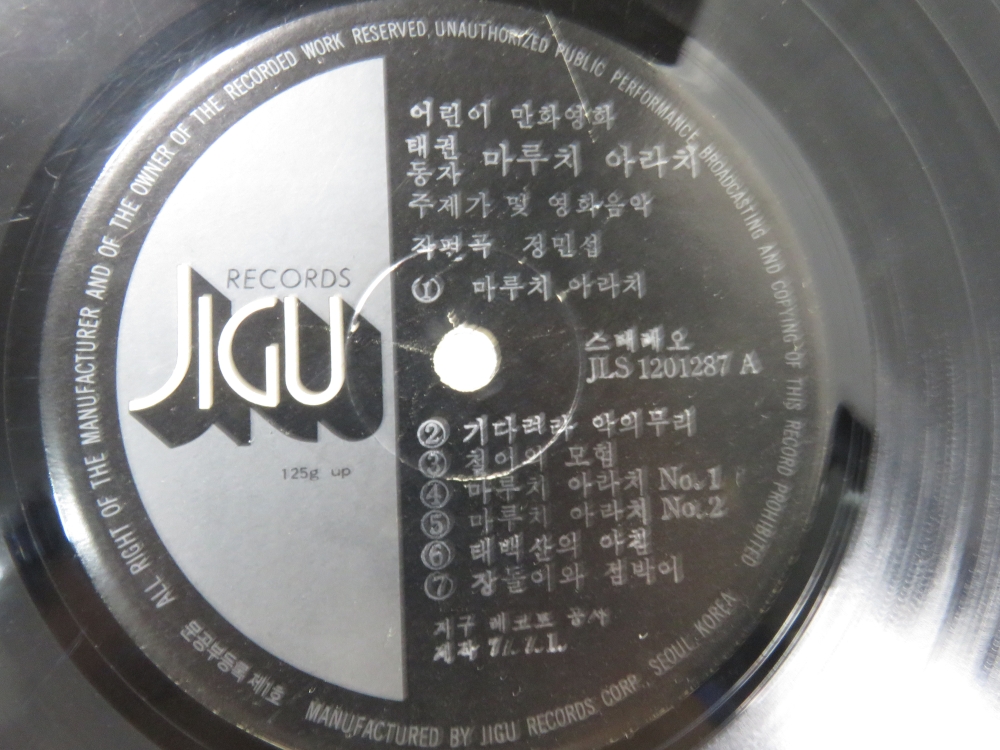 ALL RIGHT OF THE MANUFACTURER AND OF THE OWNER OF THE RECORDED WORK RESERVED, UNAUTHORIZED PUBLIC PERFORMANCE BROADCASTING AND COPYING OF THIS RECORD PROHIBITED
어린이 만화영화
태권동자 마루치 아라치
주제가 및 영화음악
작편곡 정민섭
① 마루치 아라치
RECORDS
JIGU
125g up
스테레오
JLS 1201287 A
② 기다려라 악의무리
③ 철이의 모험
④ 마루치 아라치 No.1
⑤ 마루치 아라치 No.2
⑥ 태백산의 아침
⑦ 장돌이와 점박이
지구 레코드 공사
제작
문공부등록 제1호
MANUFACTURED BY JIGU RECORDS CORP. SEOUL, KOREA